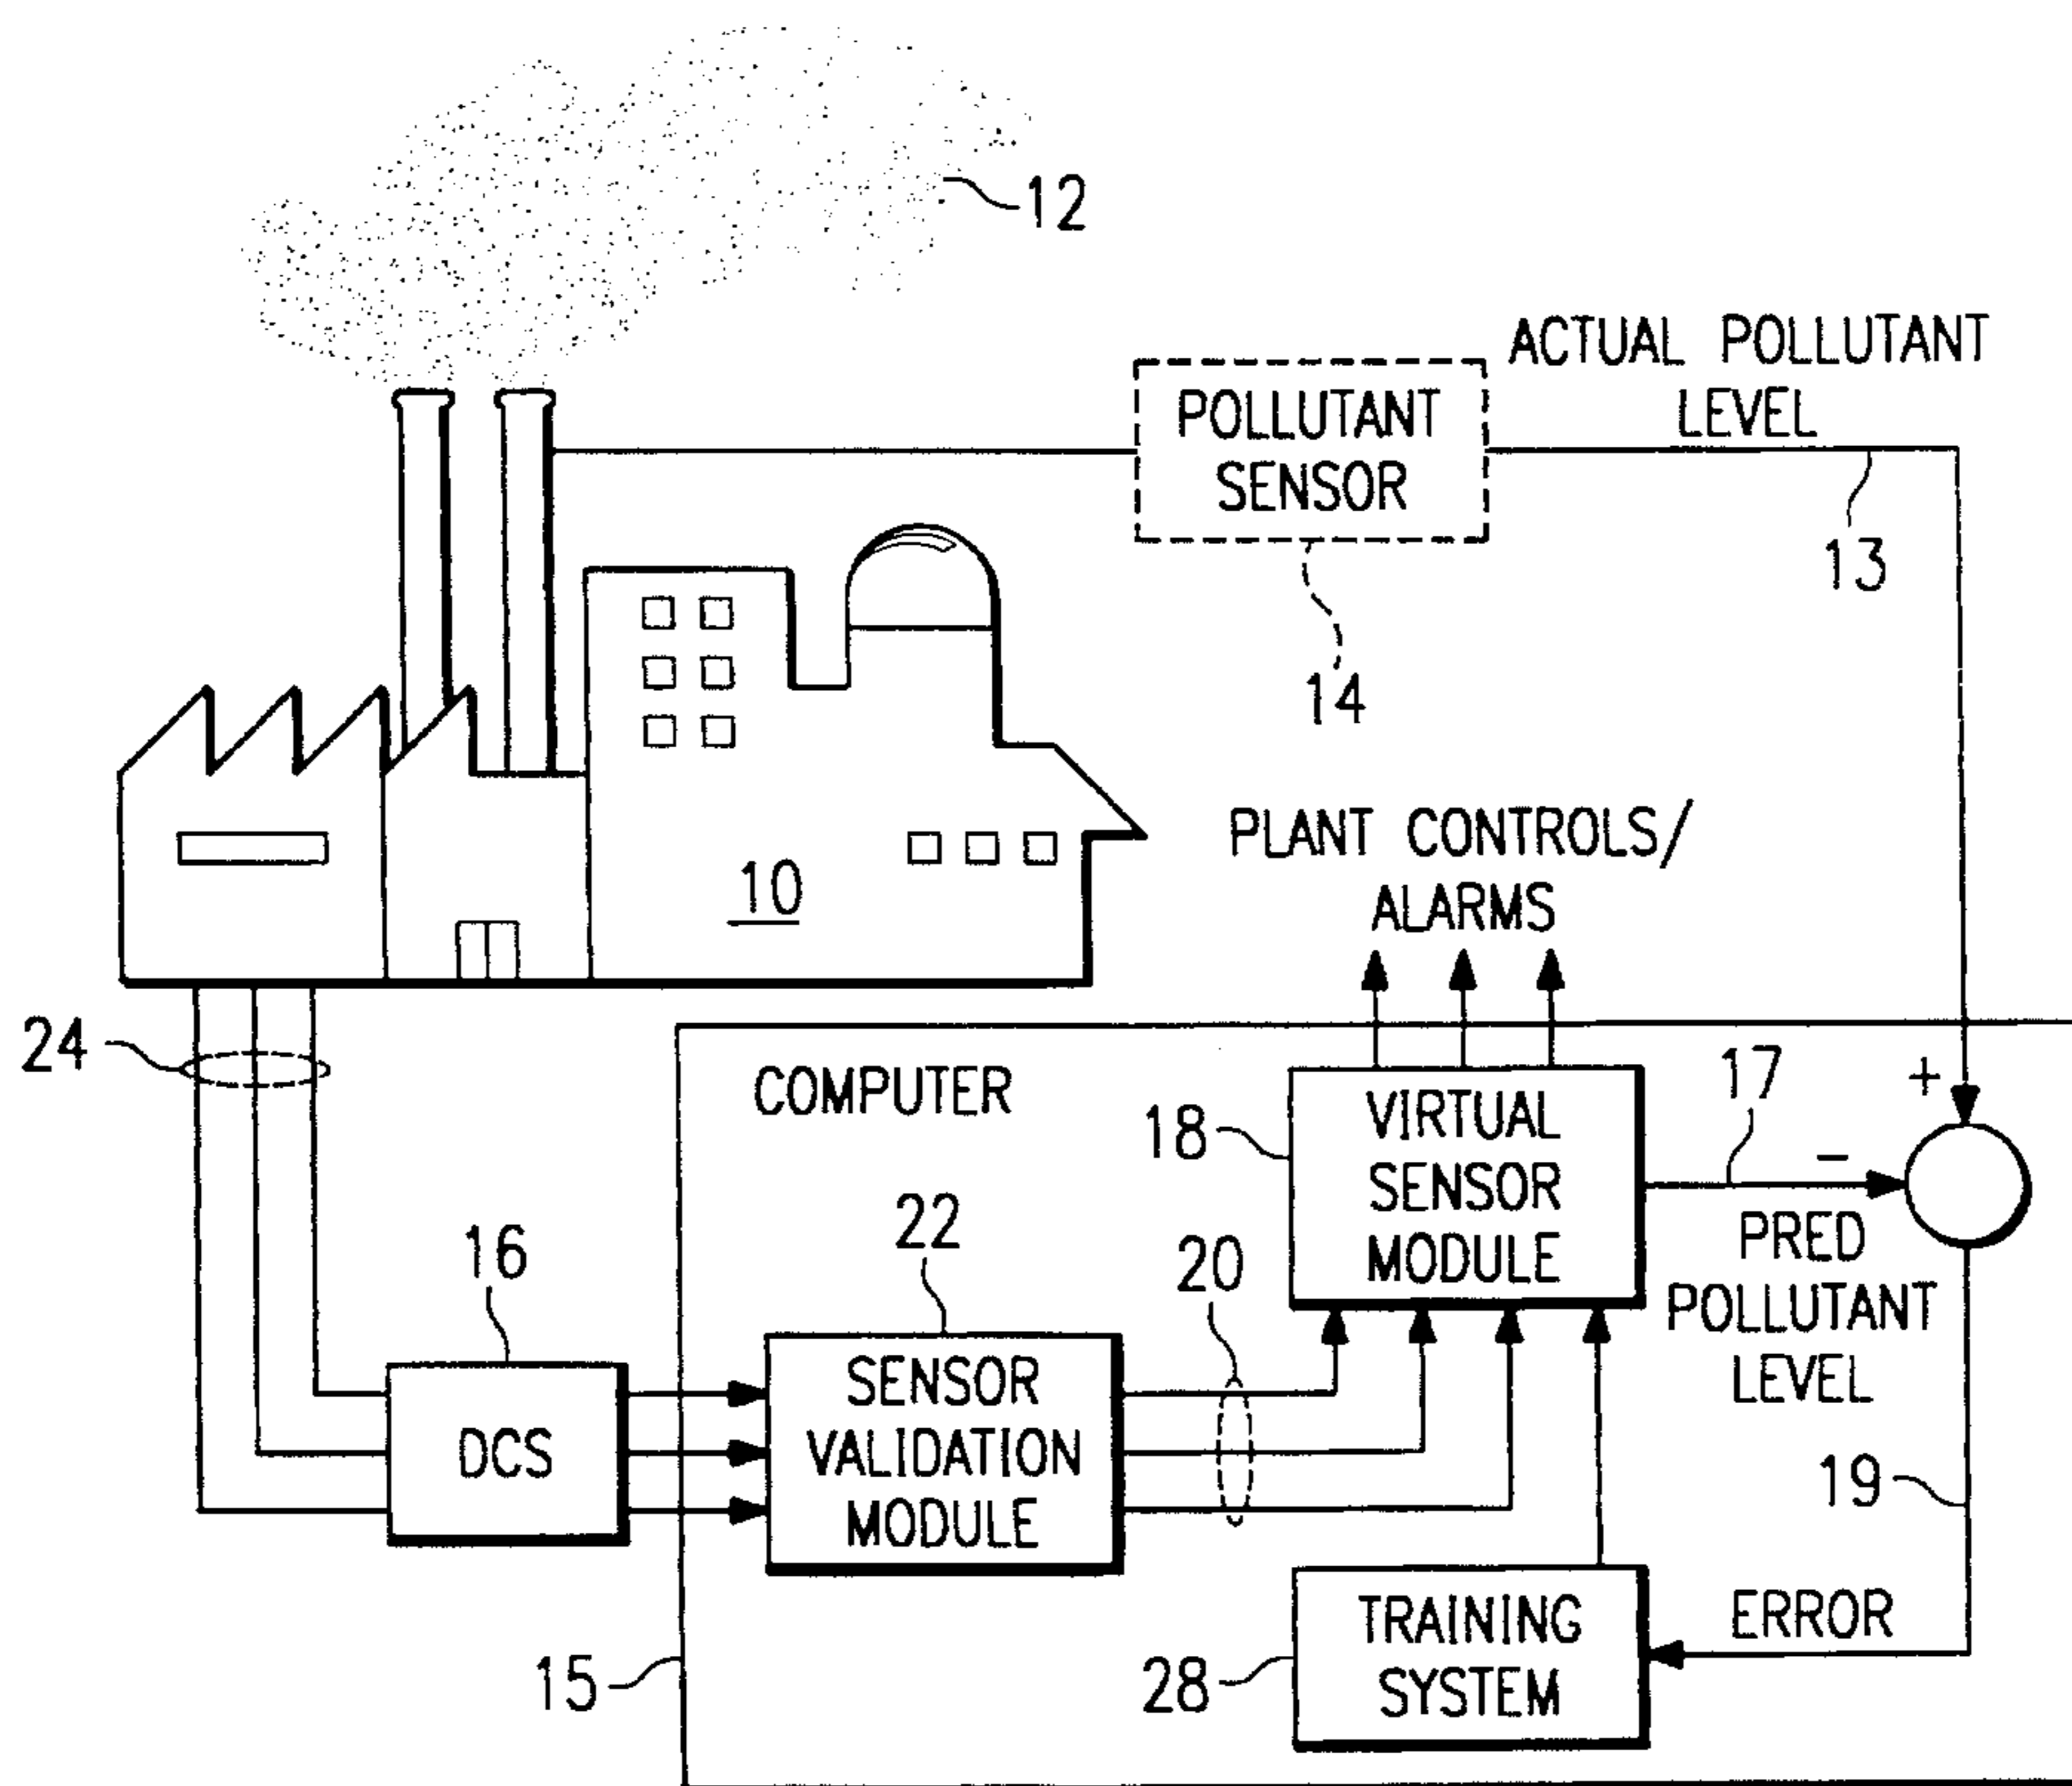 12
ACTUAL POLLUTANT
LEVEL
POLLUTANT
SENSOR
13
14
PLANT CONTROLS/
ALARMS
10
24
COMPUTER
17
+
18
VIRTUAL
SENSOR
MODULE
-
PRED
POLLUTANT
LEVEL
16
22
20
DCS
SENSOR
VALIDATION
MODULE
19
15
28
TRAINING
SYSTEM
ERROR